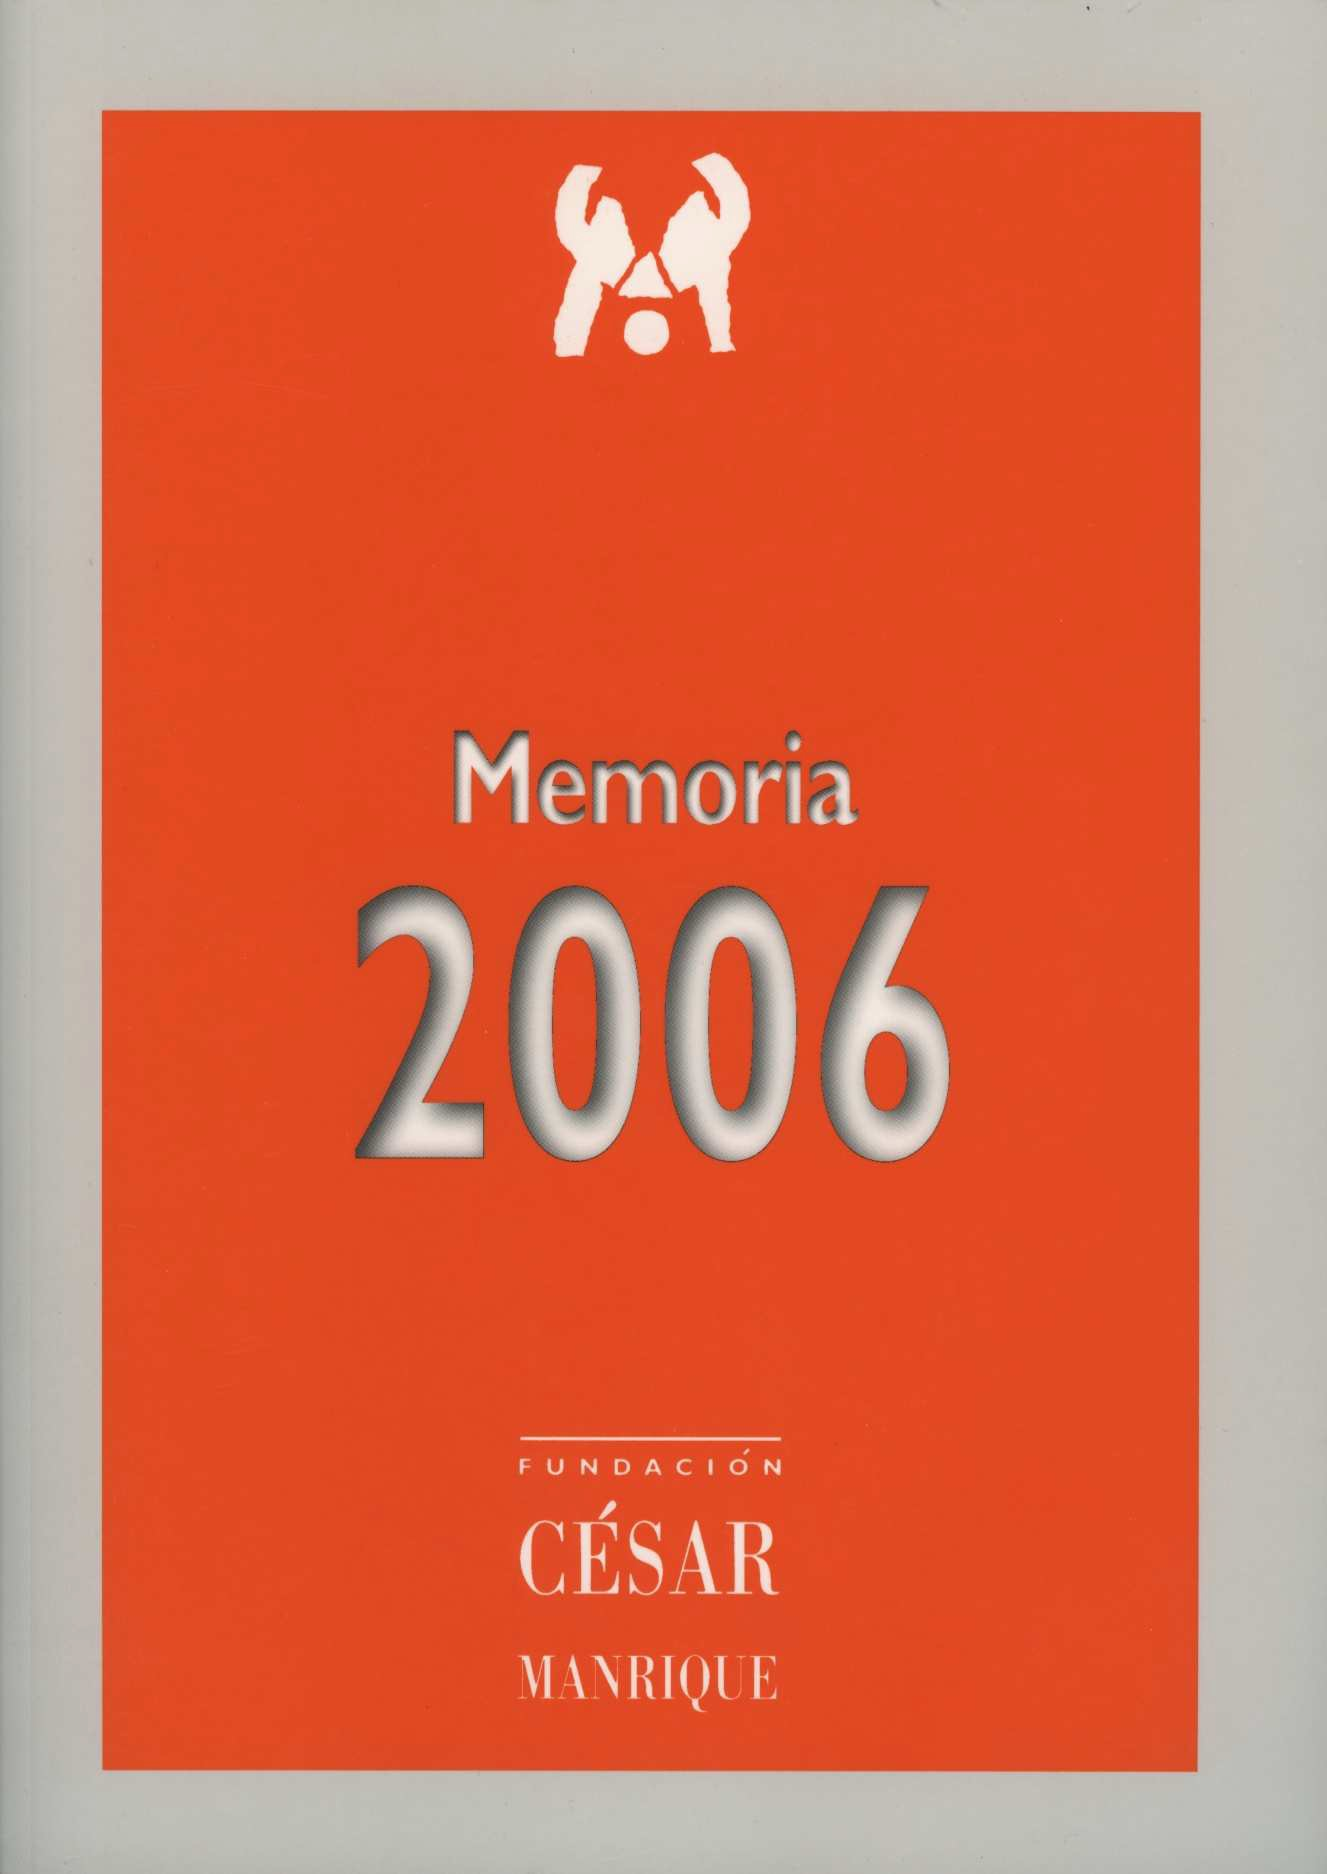 Memoria
2006
FUNDACIÓN
CÉSAR
MANRIQUE